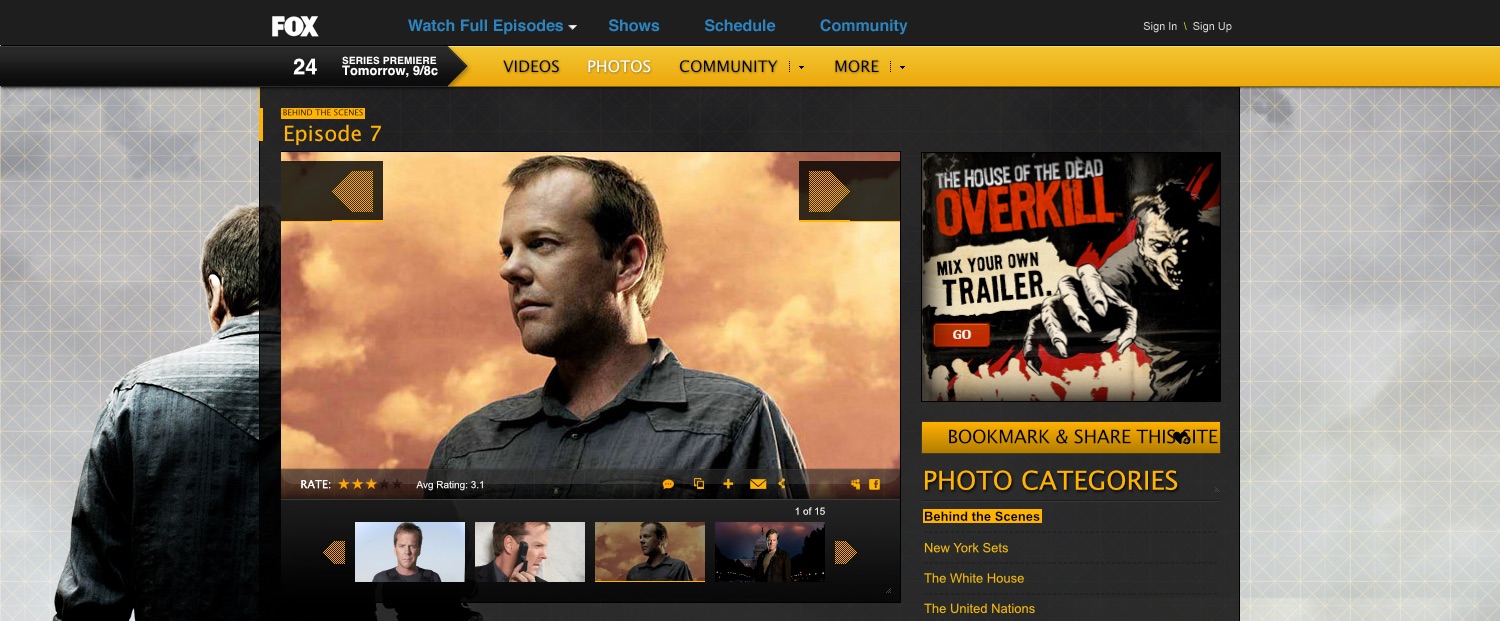 FOX
Watch Full Episodes
Shows
Schedule
Community
Sign In \ Sign Up
24
SERIES PREMIERE
Tomorrow, 9/8c
VIDEOS
PHOTOS
COMMUNITY
MORE
BEHIND THE SCENES
Episode 7
THE HOUSE OF THE DEAD
OVERKILL
MIX YOUR OWN
TRAILER.
GO
RATE:
Avg Rating: 3.1
1 of 15
BOOKMARK & SHARE THIS SITE
PHOTO CATEGORIES
Behind the Scenes
New York Sets
The White House
The United Nations